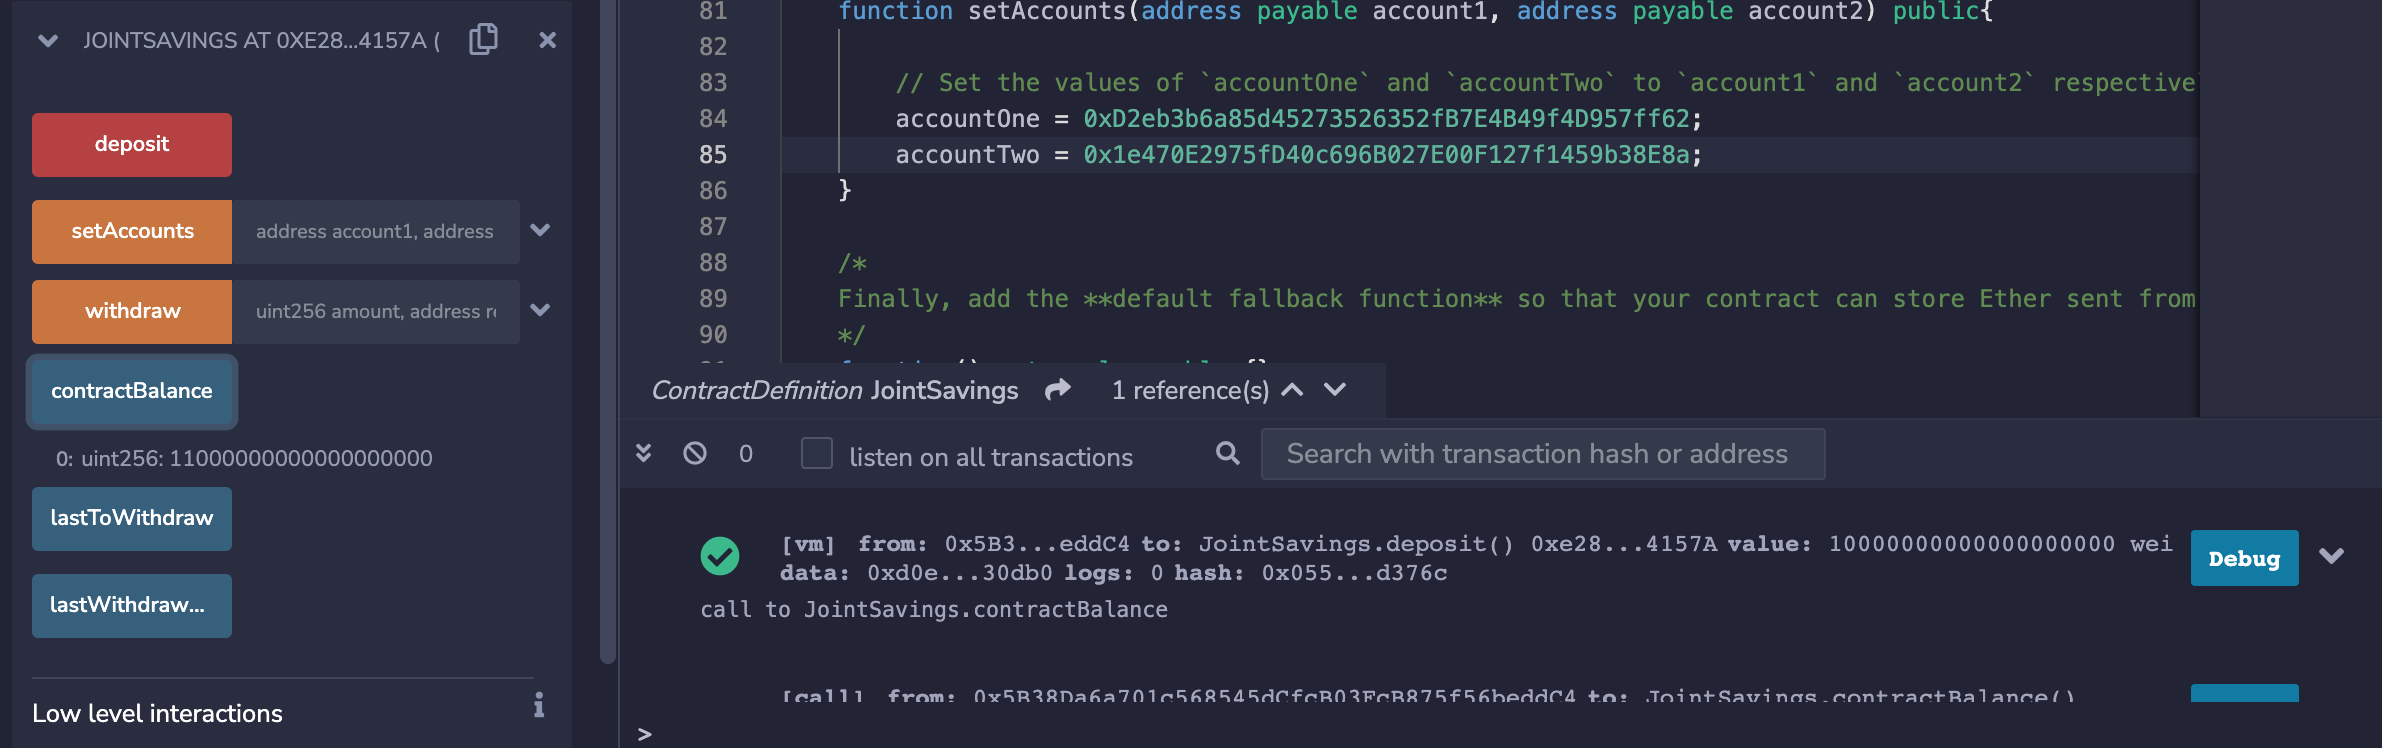 JOINTSAVINGS AT 0XE28...4157A (
deposit
setAccounts address account1, address
withdraw uint256 amount, address re
contractBalance
0: uint256: 11000000000000000000
lastToWithdraw
lastWithdraw...
Low level interactions
81 function setAccounts(address payable account1, address payable account2) public{
82
83 // Set the values of `accountOne` and `accountTwo` to `account1` and `account2` respective
84 accountOne = 0xD2eb3b6a85d45273526352fB7E4B49f4D957ff62;
85 accountTwo = 0x1e470E2975fD40c696B027E00F127f1459b38E8a;
86 }
87
88 /*
89 Finally, add the **default fallback function** so that your contract can store Ether sent from
90 */
ContractDefinition JointSavings 1 reference(s)
0 listen on all transactions Search with transaction hash or address
[vm] from: 0x5B3...eddC4 to: JointSavings.deposit() 0xe28...4157A value: 10000000000000000000 wei
data: 0xd0e...30db0 logs: 0 hash: 0x055...d376c
Debug
call to JointSavings.contractBalance
[call] from: 0x5B38Da6a701c568545dCfcB03FcB875f56beddC4 to: JointSavings.contractBalance()
>